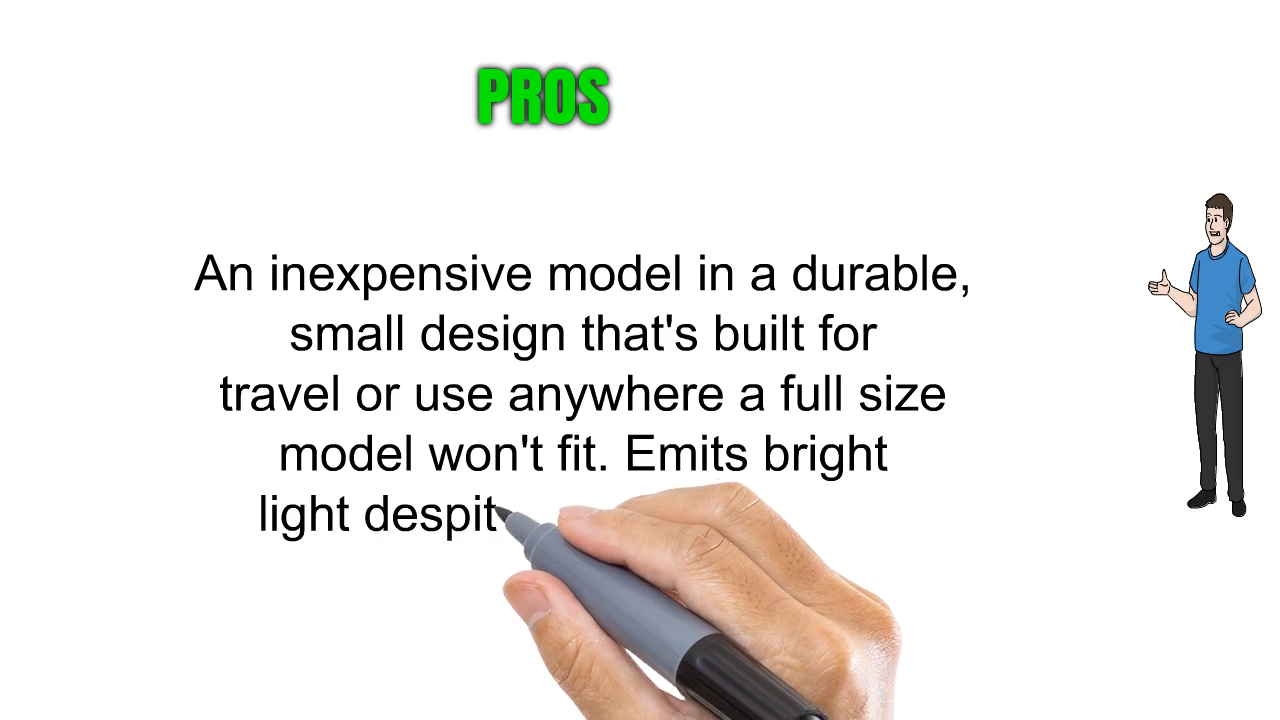 PROS
An inexpensive model in a durable,
small design that's built for
travel or use anywhere a full size
model won't fit. Emits bright
light despit